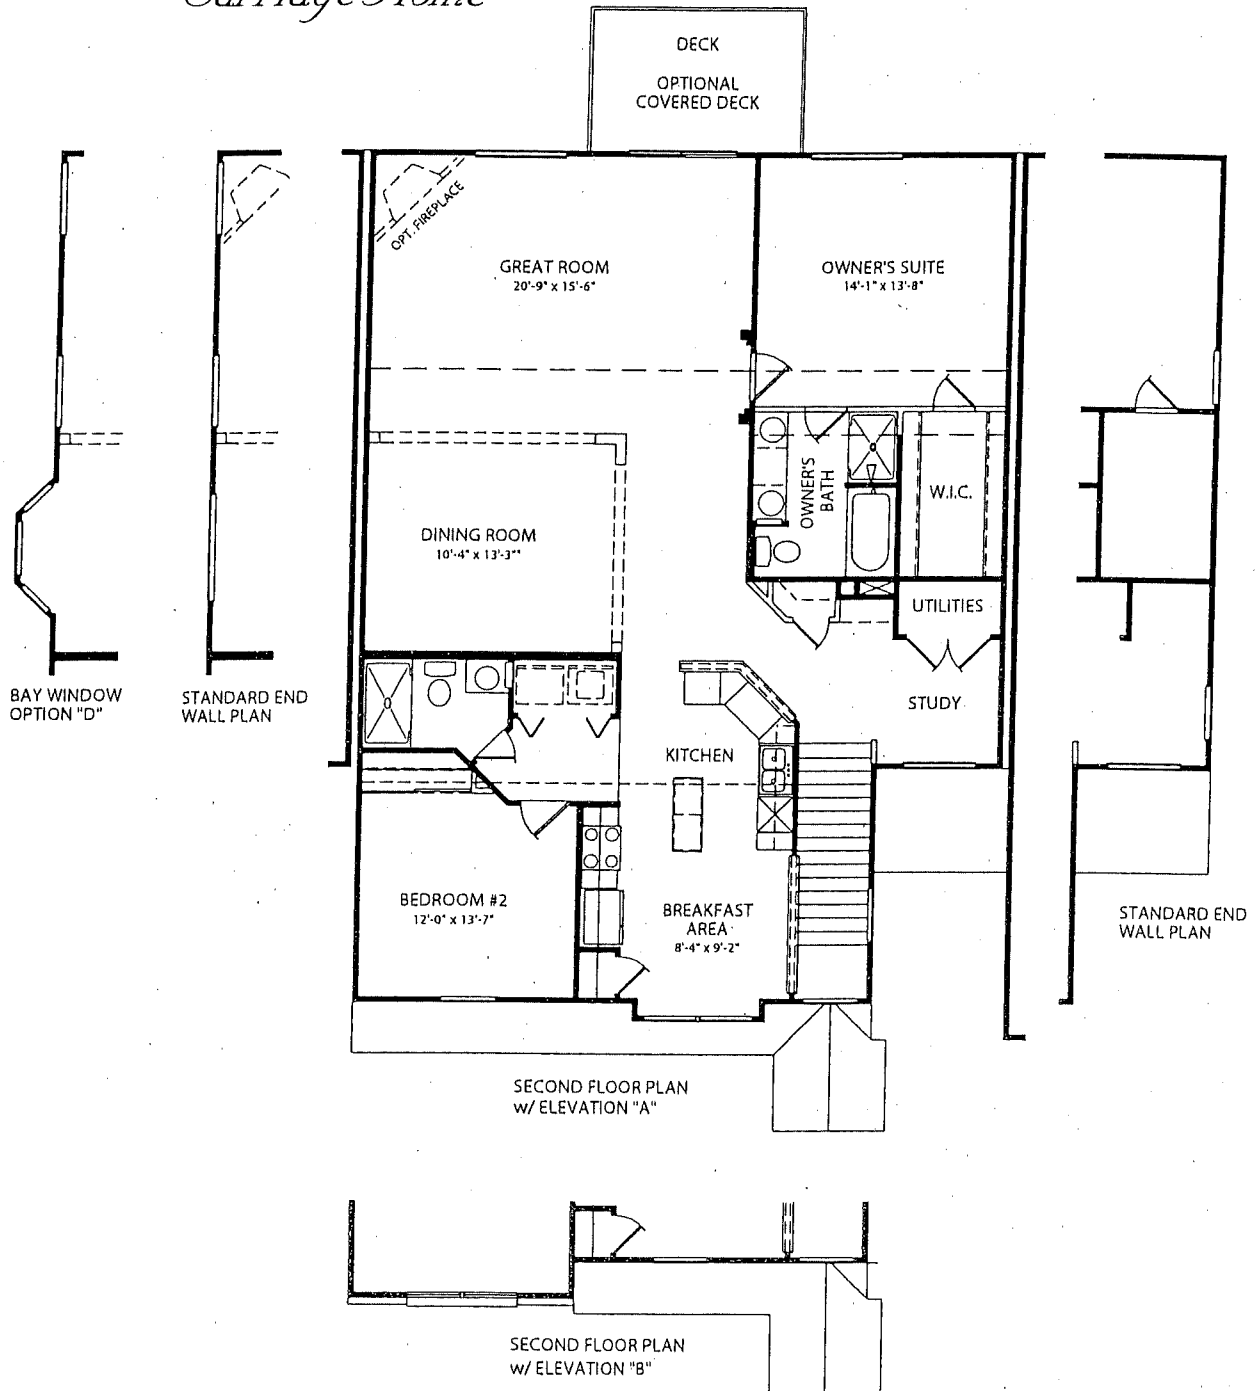 Carriage Home
DECK
OPTIONAL
COVERED DECK
OPT. FIREPLACE
GREAT ROOM
20'-9" x 15'-6"
OWNER'S SUITE
14'-1" x 13'-8"
OWNER'S
BATH
W.I.C.
DINING ROOM
10'-4" x 13'-3"
UTILITIES
BAY WINDOW
OPTION "D"
STANDARD END
WALL PLAN
STUDY
KITCHEN
BEDROOM #2
12'-0" x 13'-7"
BREAKFAST
AREA
8'-4" x 9'-2"
STANDARD END
WALL PLAN
SECOND FLOOR PLAN
w/ ELEVATION "A"
SECOND FLOOR PLAN
w/ ELEVATION "B"